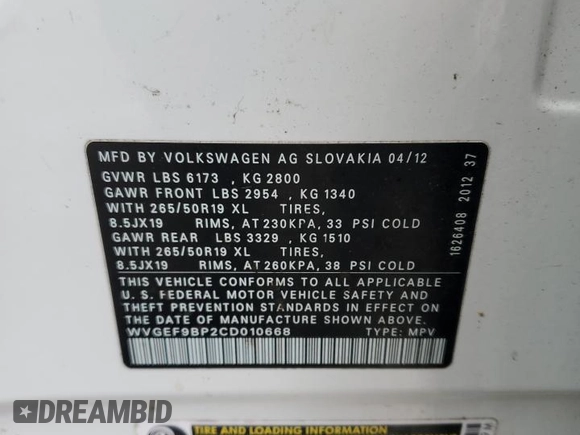 MFD BY VOLKSWAGEN AG SLOVAKIA 04/12
GVWR LBS 6173 , KG 2800
GAWR FRONT LBS 2954 , KG 1340
WITH 265/50R19 XL TIRES,
8.5JX19 RIMS, AT 230KPA, 33 PSI COLD
GAWR REAR LBS 3329 , KG 1510
WITH 265/50R19 XL TIRES,
8.5JX19 RIMS, AT 260KPA, 38 PSI COLD
THIS VEHICLE CONFORMS TO ALL APPLICABLE
U. S. FEDERAL MOTOR VEHICLE SAFETY AND
THEFT PREVENTION STANDARDS IN EFFECT ON
THE DATE OF MANUFACTURE SHOWN ABOVE.
WVGEF9BP2CD010668 TYPE: MPV
1626408 2012 37
TIRE AND LOADING INFORMATION
DREAMBID